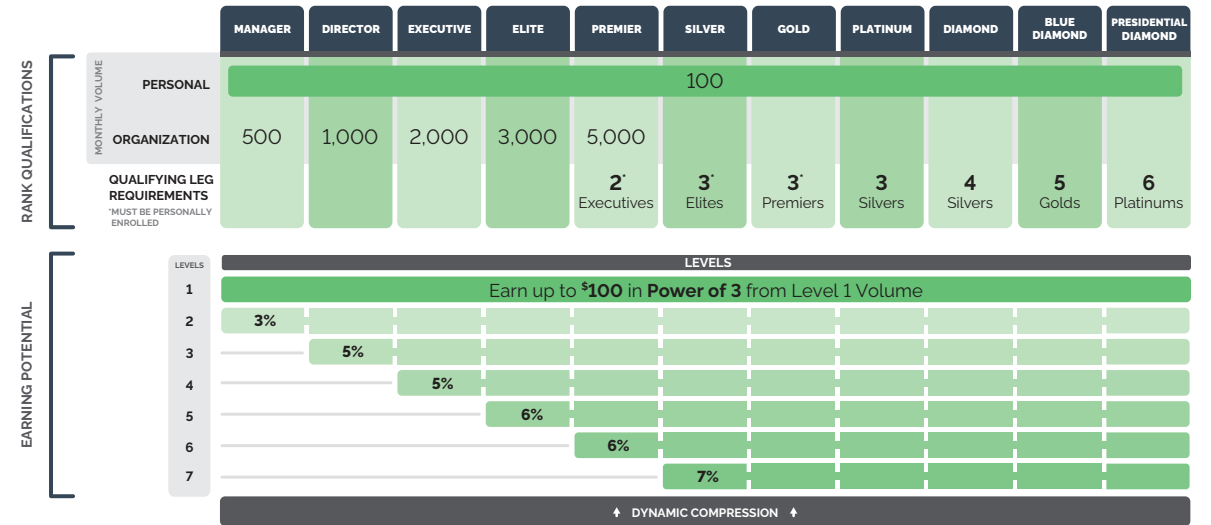 MANAGER DIRECTOR EXECUTIVE ELITE PREMIER SILVER GOLD PLATINUM DIAMOND BLUE DIAMOND PRESIDENTIAL DIAMOND
RANK QUALIFICATIONS
MONTHLY VOLUME
PERSONAL 100
ORGANIZATION 500 1,000 2,000 3,000 5,000
QUALIFYING LEG
REQUIREMENTS
*MUST BE PERSONALLY
ENROLLED
2* 3* 3* 3 4 5 6
Executives Elites Premiers Silvers Silvers Golds Platinums
EARNING POTENTIAL
LEVELS LEVELS
1 Earn up to $100 in Power of 3 from Level 1 Volume
2 3%
3 5%
4 5%
5 6%
6 6%
7 7%
DYNAMIC COMPRESSION